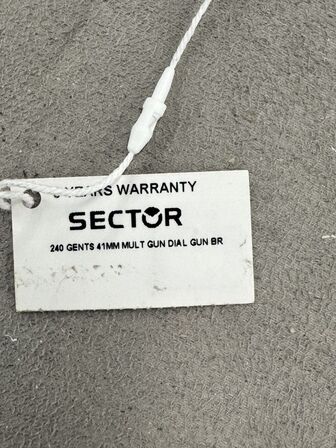 YEARS WARRANTY
SECTOR
240 GENTS 41MM MULT GUN DIAL GUN BR